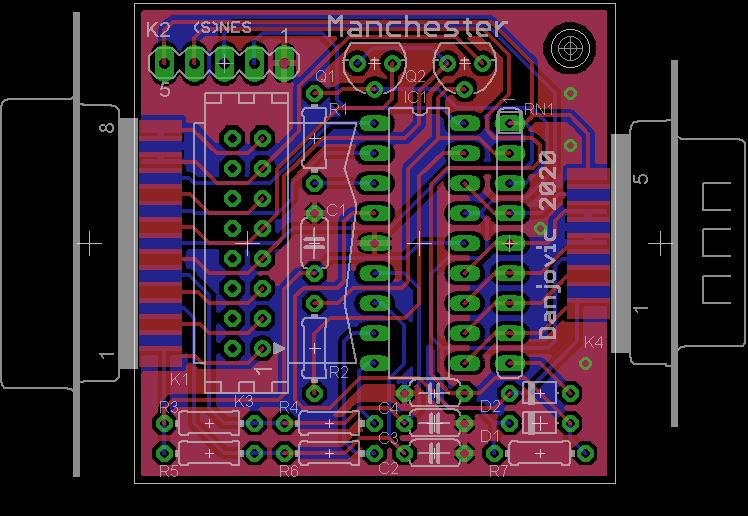 K2
(S)NES
1
Manchester
5
Q1
Q2
IC1
R1
RN1
8
5
Danjovic 2020
C1
1
1
1
K4
K1
R2
K3
R3
R4
C4
D2
C3
D1
R5
R6
C2
R7